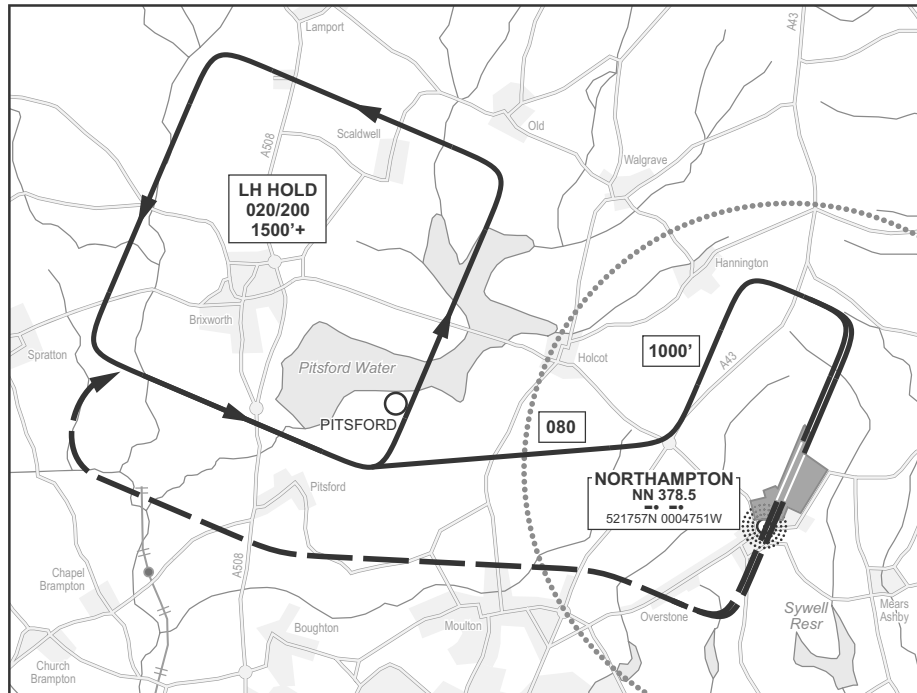 Lamport
A43
A508
Scaldwell
Old
Walgrave
LH HOLD
020/200
1500’+
Hannington
Brixworth
Spratton
Pitsford Water
Holcot
1000’
A43
PITSFORD
080
NORTHAMPTON
NN 378.5
–• –•
521757N 0004751W
Pitsford
A508
Chapel
Brampton
Overstone
Sywell
Resr
Mears
Ashby
Boughton
Moulton
Church
Brampton